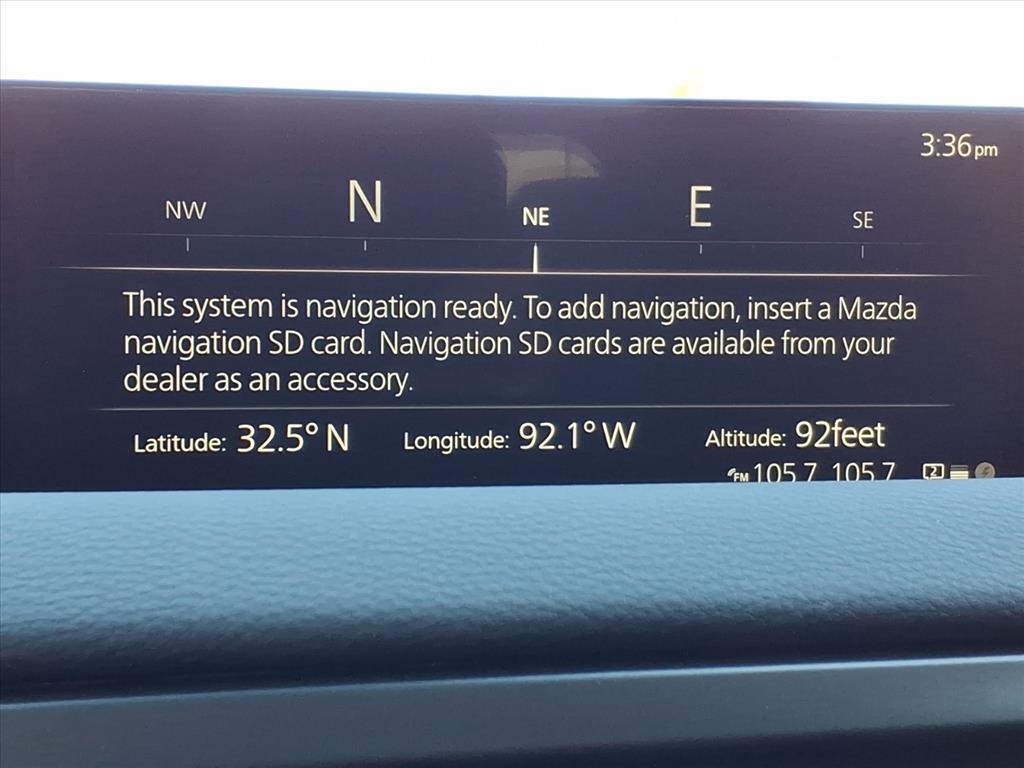 3:36pm
NW N NE E SE
This system is navigation ready. To add navigation, insert a Mazda
navigation SD card. Navigation SD cards are available from your
dealer as an accessory.
Latitude: 32.5° N Longitude: 92.1° W Altitude: 92feet
FM 105.7 105.7 2